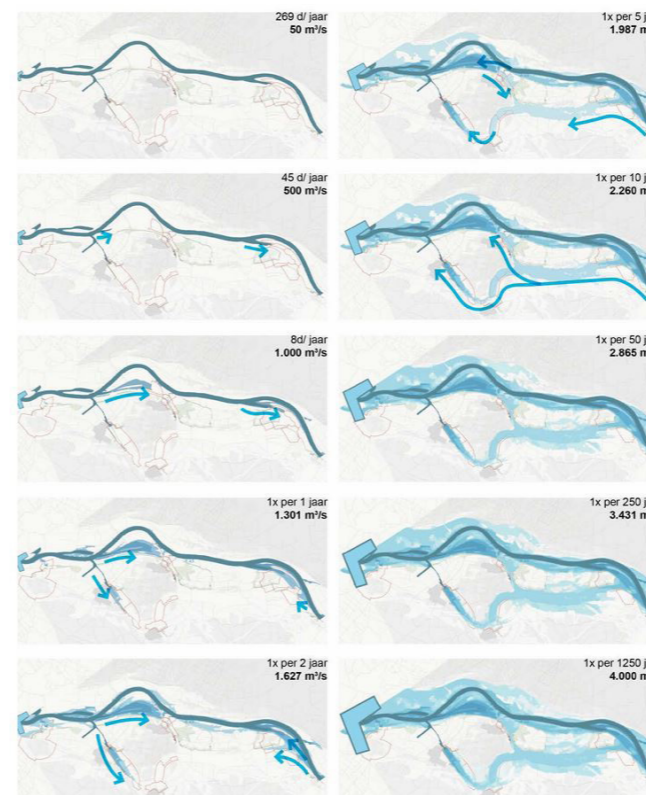 269 d/ jaar
50 m³/s
45 d/ jaar
500 m³/s
8d/ jaar
1.000 m³/s
1x per 1 jaar
1.301 m³/s
1x per 2 jaar
1.627 m³/s
1x per 5 j
1.987 m
1x per 10 j
2.260 m
1x per 50 j
2.865 m
1x per 250 j
3.431 m
1x per 1250 j
4.000 m